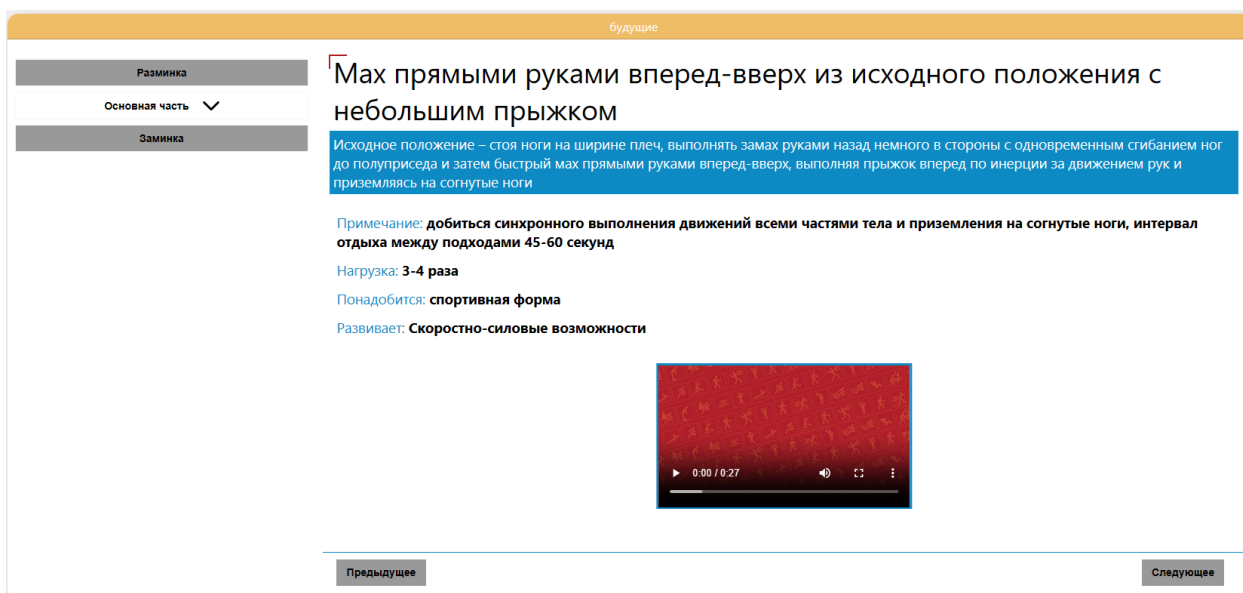 будущие
Разминка
Основная часть
Заминка
Мах прямыми руками вперед-вверх из исходного положения с
небольшим прыжком
Исходное положение – стоя ноги на ширине плеч, выполнять замах руками назад немного в стороны с одновременным сгибанием ног
до полуприседа и затем быстрый мах прямыми руками вперед-вверх, выполняя прыжок вперед по инерции за движением рук и
приземляясь на согнутые ноги
Примечание: добиться синхронного выполнения движений всеми частями тела и приземления на согнутые ноги, интервал
отдыха между подходами 45-60 секунд
Нагрузка: 3-4 раза
Понадобится: спортивная форма
Развивает: Скоростно-силовые возможности
0:00 / 0:27
Предыдущее
Следующее